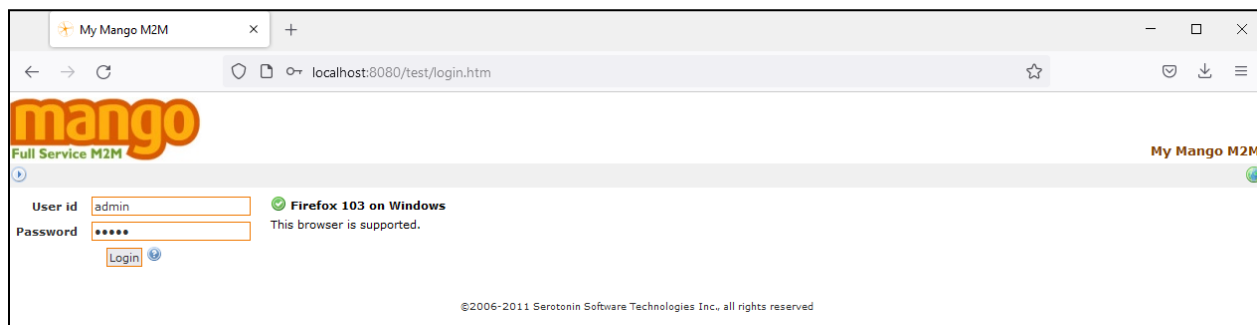 My Mango M2M
localhost:8080/test/login.htm
mango
Full Service M2M
My Mango M2M
User id admin
Firefox 103 on Windows
Password •••••
This browser is supported.
Login
©2006-2011 Serotonin Software Technologies Inc., all rights reserved